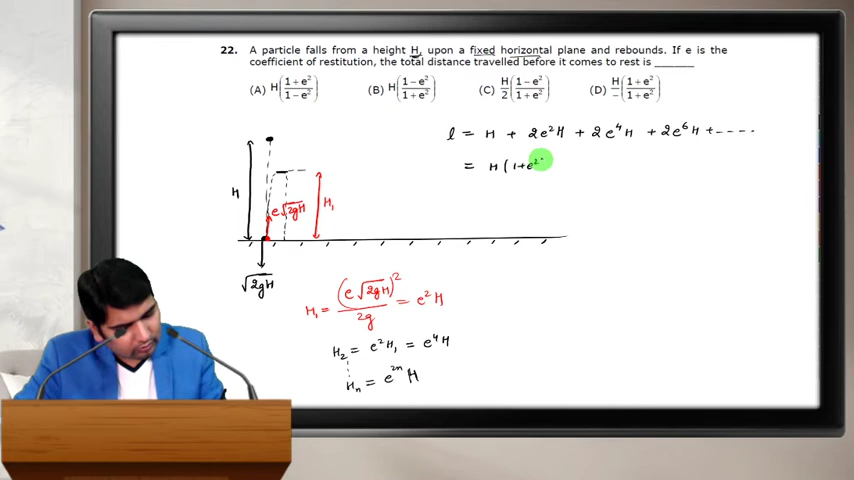 22. A particle falls from a height H, upon a fixed horizontal plane and rebounds. If e is the
coefficient of restitution, the total distance travelled before it comes to rest is ______
(A) H(1+e²/1−e²) (B) H(1−e²/1+e²) (C) H/2(1−e²/1+e²) (D) H/−(1+e²/1+e²)
l = H + 2e²H + 2e⁴H + 2e⁶H + ----
= H (1+e²
H
e√2gH
H₁
√2gH
H₁ = (e√2gH)²/2g = e²H
H₂ = e²H₁ = e⁴H
Hₙ = e²ⁿ H